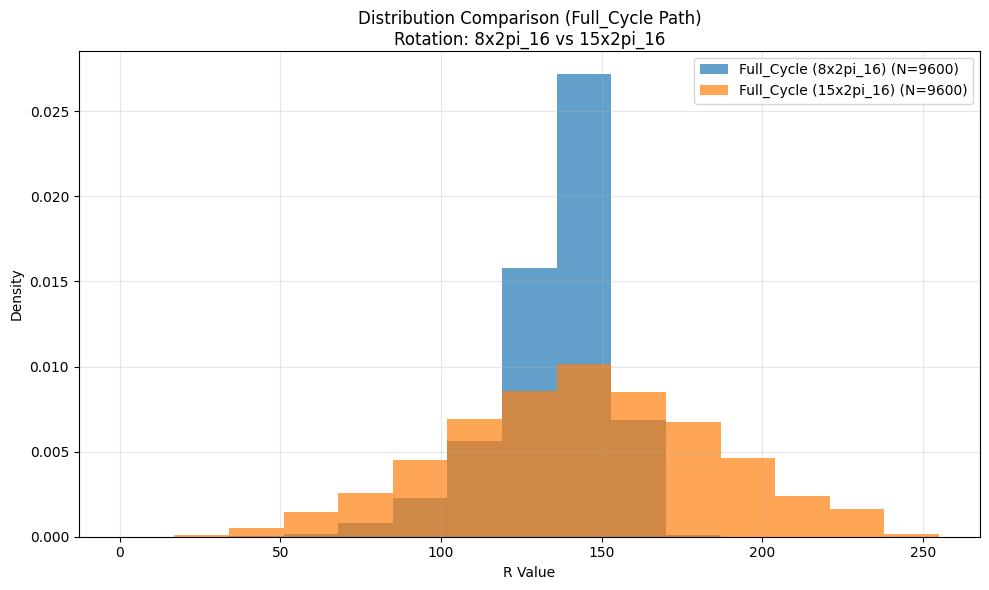 Distribution Comparison (Full_Cycle Path)
Rotation: 8x2pi_16 vs 15x2pi_16
Full_Cycle (8x2pi_16) (N=9600)
Full_Cycle (15x2pi_16) (N=9600)
Density
0.025
0.020
0.015
0.010
0.005
0.000
0 50 100 150 200 250
R Value